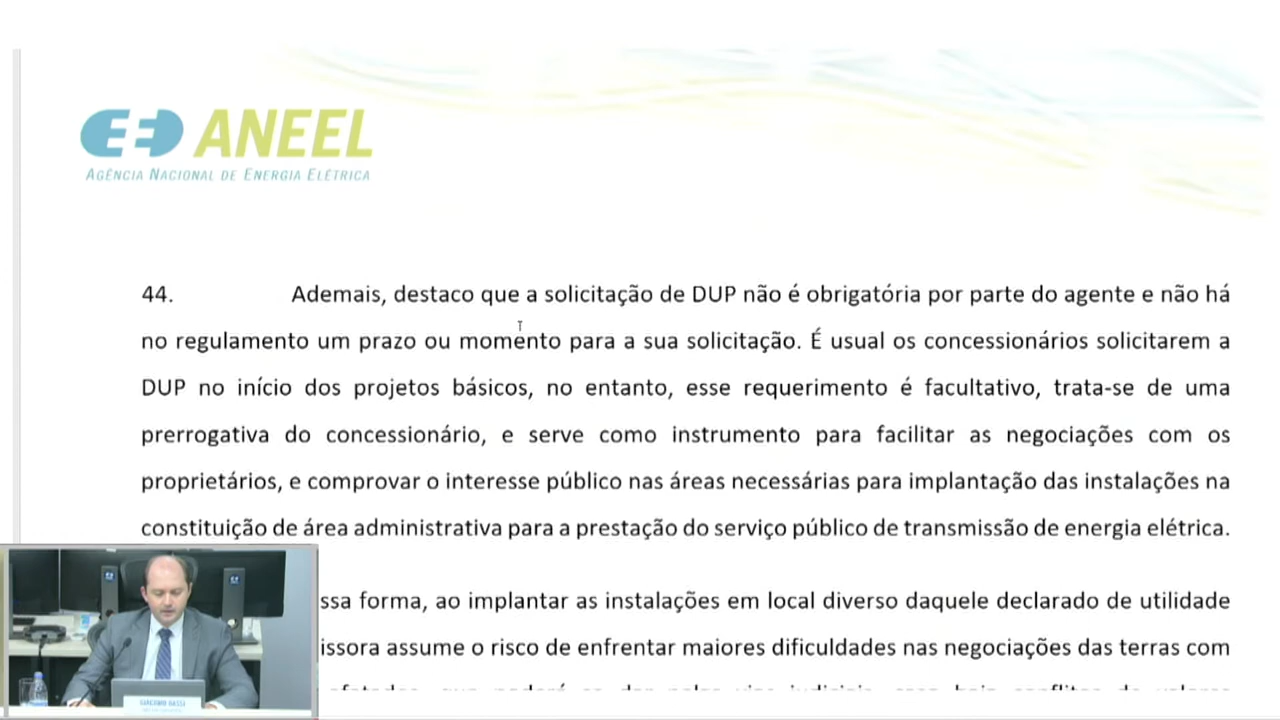 ANEEL
AGÊNCIA NACIONAL DE ENERGIA ELÉTRICA
44. Ademais, destaco que a solicitação de DUP não é obrigatória por parte do agente e não há
no regulamento um prazo ou momento para a sua solicitação. É usual os concessionários solicitarem a
DUP no início dos projetos básicos, no entanto, esse requerimento é facultativo, trata-se de uma
prerrogativa do concessionário, e serve como instrumento para facilitar as negociações com os
proprietários, e comprovar o interesse público nas áreas necessárias para implantação das instalações na
constituição de área administrativa para a prestação do serviço público de transmissão de energia elétrica.
ssa forma, ao implantar as instalações em local diverso daquele declarado de utilidade
issora assume o risco de enfrentar maiores dificuldades nas negociações das terras com